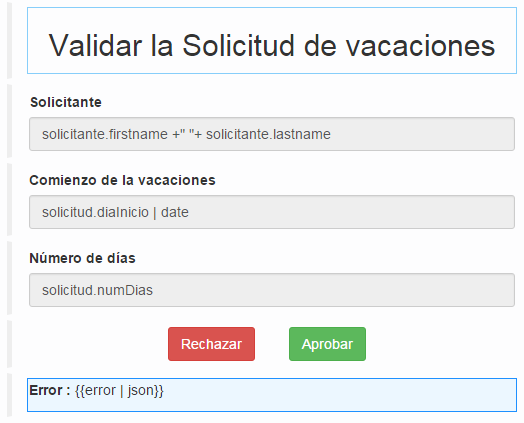 Validar la Solicitud de vacaciones
Solicitante
solicitante.firstname +" "+ solicitante.lastname
Comienzo de la vacaciones
solicitud.diaInicio | date
Número de días
solicitud.numDias
Rechazar Aprobar
Error : {{error | json}}